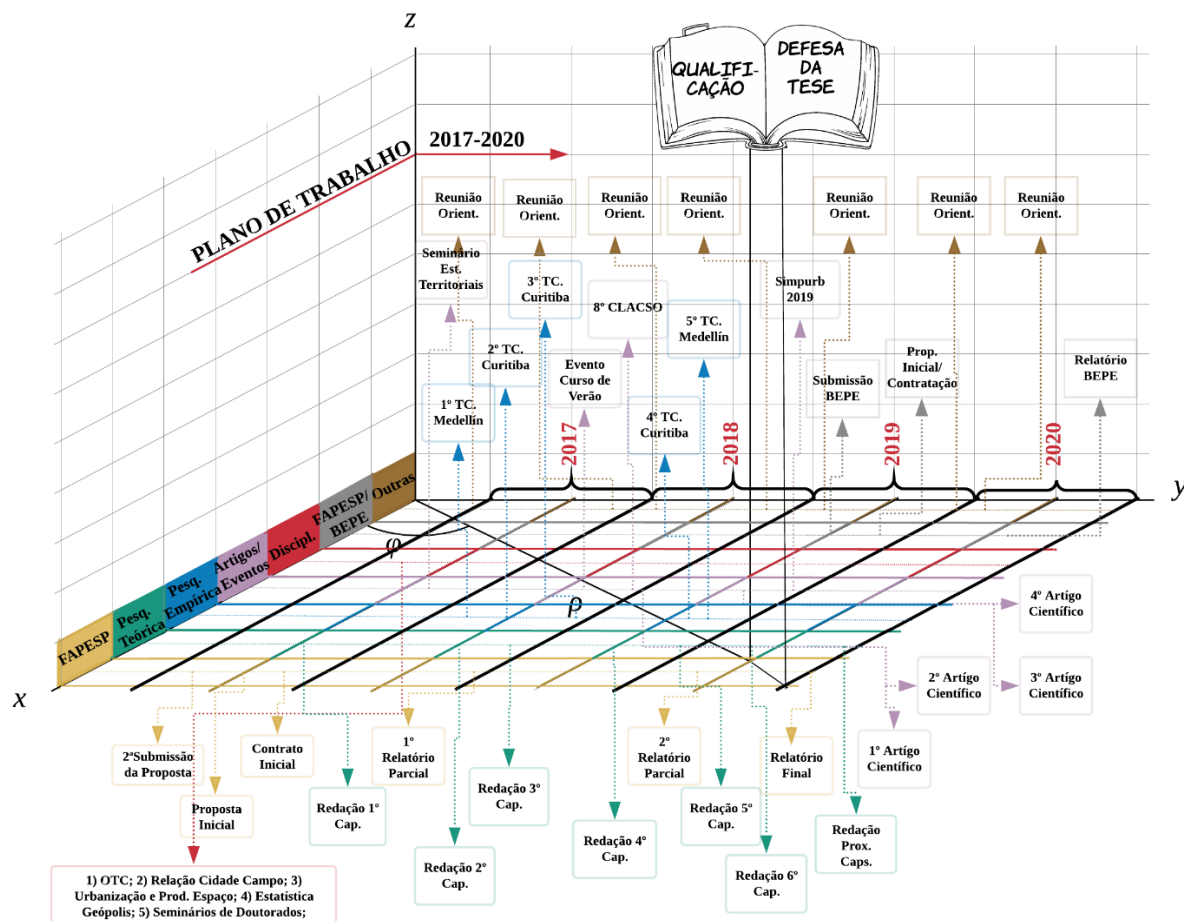 z
QUALIFI-
CAÇÃO
DEFESA
DA
TESE
PLANO DE TRABALHO
2017-2020
Reunião
Orient.
Reunião
Orient.
Reunião
Orient.
Reunião
Orient.
Reunião
Orient.
Reunião
Orient.
Reunião
Orient.
Seminário
Est.
Territoriais
3º TC.
Curitiba
8º CLACSO
Simpurb
2019
5º TC.
Medellín
2º TC.
Curitiba
Evento
Curso de
Verão
Prop.
Inicial/
Contratação
Relatório
BEPE
Submissão
BEPE
1º TC.
Medellín
4º TC.
Curitiba
2017
2018
2019
2020
y
FAPESP
Pesq.
Teórica
Pesq.
Empírica
Artigos/
Eventos
Discipl.
FAPESP/
BEPE
Outras
φ
ρ
x
4º Artígo
Científico
2º Artígo
Científico
3º Artígo
Científico
2ªSubmissão
da Proposta
Contrato
Inicial
1º
Relatório
Parcial
2º
Relatório
Parcial
Relatório
Final
1º Artígo
Científico
Proposta
Inicial
Redação 1º
Cap.
Redação 3º
Cap.
Redação 5º
Cap.
Redação 2º
Cap.
Redação 4º
Cap.
Redação 6º
Cap.
Redação
Prox.
Caps.
1) OTC; 2) Relação Cidade Campo; 3)
Urbanização e Prod. Espaço; 4) Estatística
Geópolis; 5) Seminários de Doutorados;